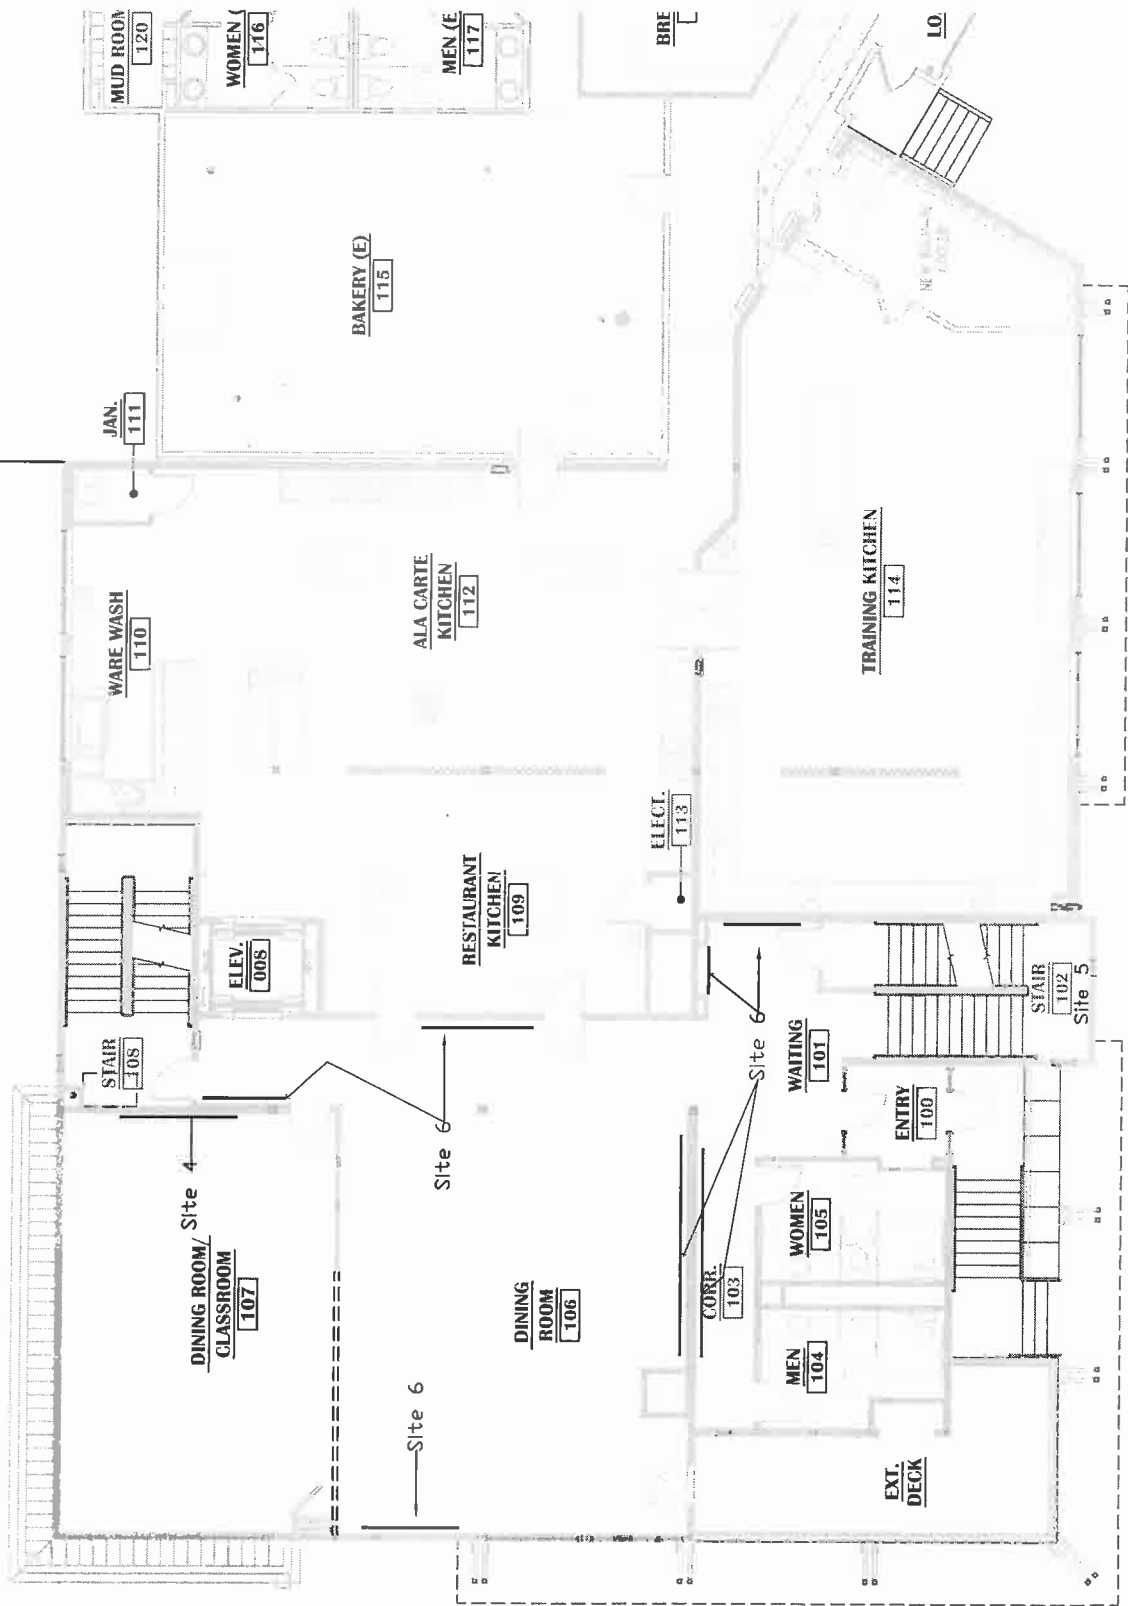 MUD ROOM
120
WOMEN (
116
MEN (E
117
BRE
LO
BAKERY (E)
115
JAN.
111
WARE WASH
110
ALA CARTE
KITCHEN
112
TRAINING KITCHEN
114
ELECT.
113
RESTAURANT
KITCHEN
109
ELEV.
008
STAIR
108
STAIR
102
Site 5
Site 6
WAITING
101
ENTRY
100
Site 4
Site 6
DINING ROOM/
CLASSROOM
107
DINING
ROOM
106
CORR.
103
WOMEN
105
MEN
104
Site 6
EXT.
DECK